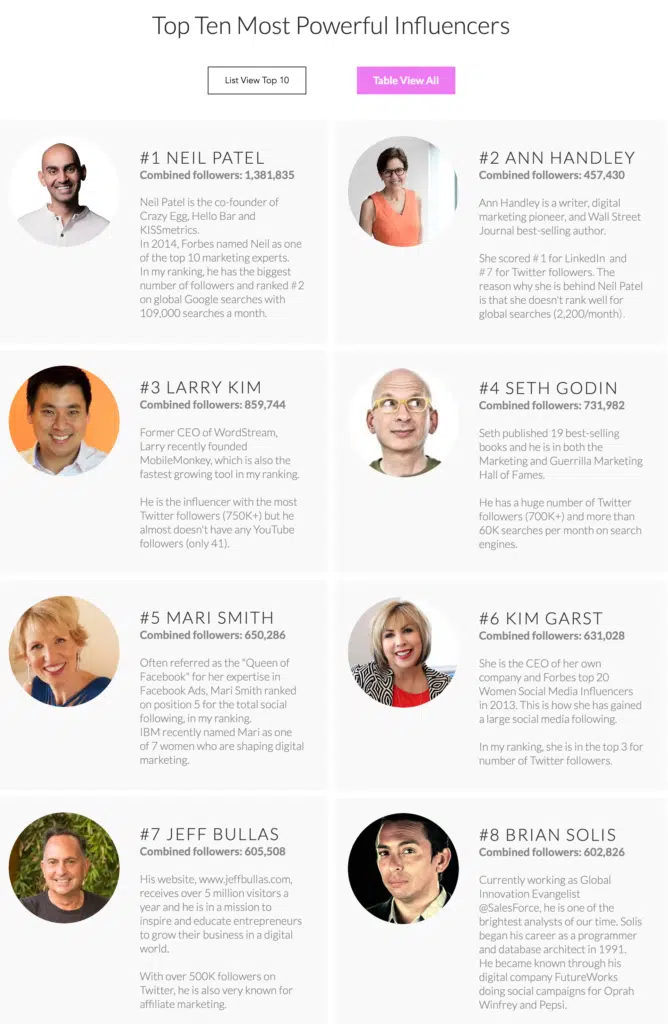 Top Ten Most Powerful Influencers
List View Top 10
Table View All
#1 NEIL PATEL
Combined followers: 1,381,835
Neil Patel is the co-founder of
Crazy Egg, Hello Bar and
KISSmetrics.
In 2014, Forbes named Neil as one
of the top 10 marketing experts.
In my ranking, he has the biggest
number of followers and ranked #2
on global Google searches with
109,000 searches a month.
#2 ANN HANDLEY
Combined followers: 457,430
Ann Handley is a writer, digital
marketing pioneer, and Wall Street
Journal best-selling author.
She scored #1 for LinkedIn and
#7 for Twitter followers. The
reason why she is behind Neil Patel
is that she doesn't rank well for
global searches (2,200/month).
#3 LARRY KIM
Combined followers: 859,744
Former CEO of WordStream,
Larry recently founded
MobileMonkey, which is also the
fastest growing tool in my ranking.
He is the influencer with the most
Twitter followers (750K+) but he
almost doesn't have any YouTube
followers (only 41).
#4 SETH GODIN
Combined followers: 731,982
Seth published 19 best-selling
books and he is in both the
Marketing and Guerrilla Marketing
Hall of Fames.
He has a huge number of Twitter
followers (700K+) and more than
60K searches per month on search
engines.
#5 MARI SMITH
Combined followers: 650,286
Often referred as the "Queen of
Facebook" for her expertise in
Facebook Ads, Mari Smith ranked
on position 5 for the total social
following, in my ranking.
IBM recently named Mari as one
of 7 women who are shaping digital
marketing.
#6 KIM GARST
Combined followers: 631,028
She is the CEO of her own
company and Forbes top 20
Women Social Media Influencers
in 2013. This is how she has gained
a large social media following.
In my ranking, she is in the top 3 for
number of Twitter followers.
#7 JEFF BULLAS
Combined followers: 605,508
His website, www.jeffbullas.com,
receives over 5 million visitors a
year and he is in a mission to
inspire and educate entrepreneurs
to grow their business in a digital
world.
With over 500K followers on
Twitter, he is also very known for
affiliate marketing.
#8 BRIAN SOLIS
Combined followers: 602,826
Currently working as Global
Innovation Evangelist
@SalesForce, he is one of the
brightest analysts of our time. Solis
began his career as a programmer
and database architect in 1991.
He became known through his
digital company FutureWorks
doing social campaigns for Oprah
Winfrey and Pepsi.